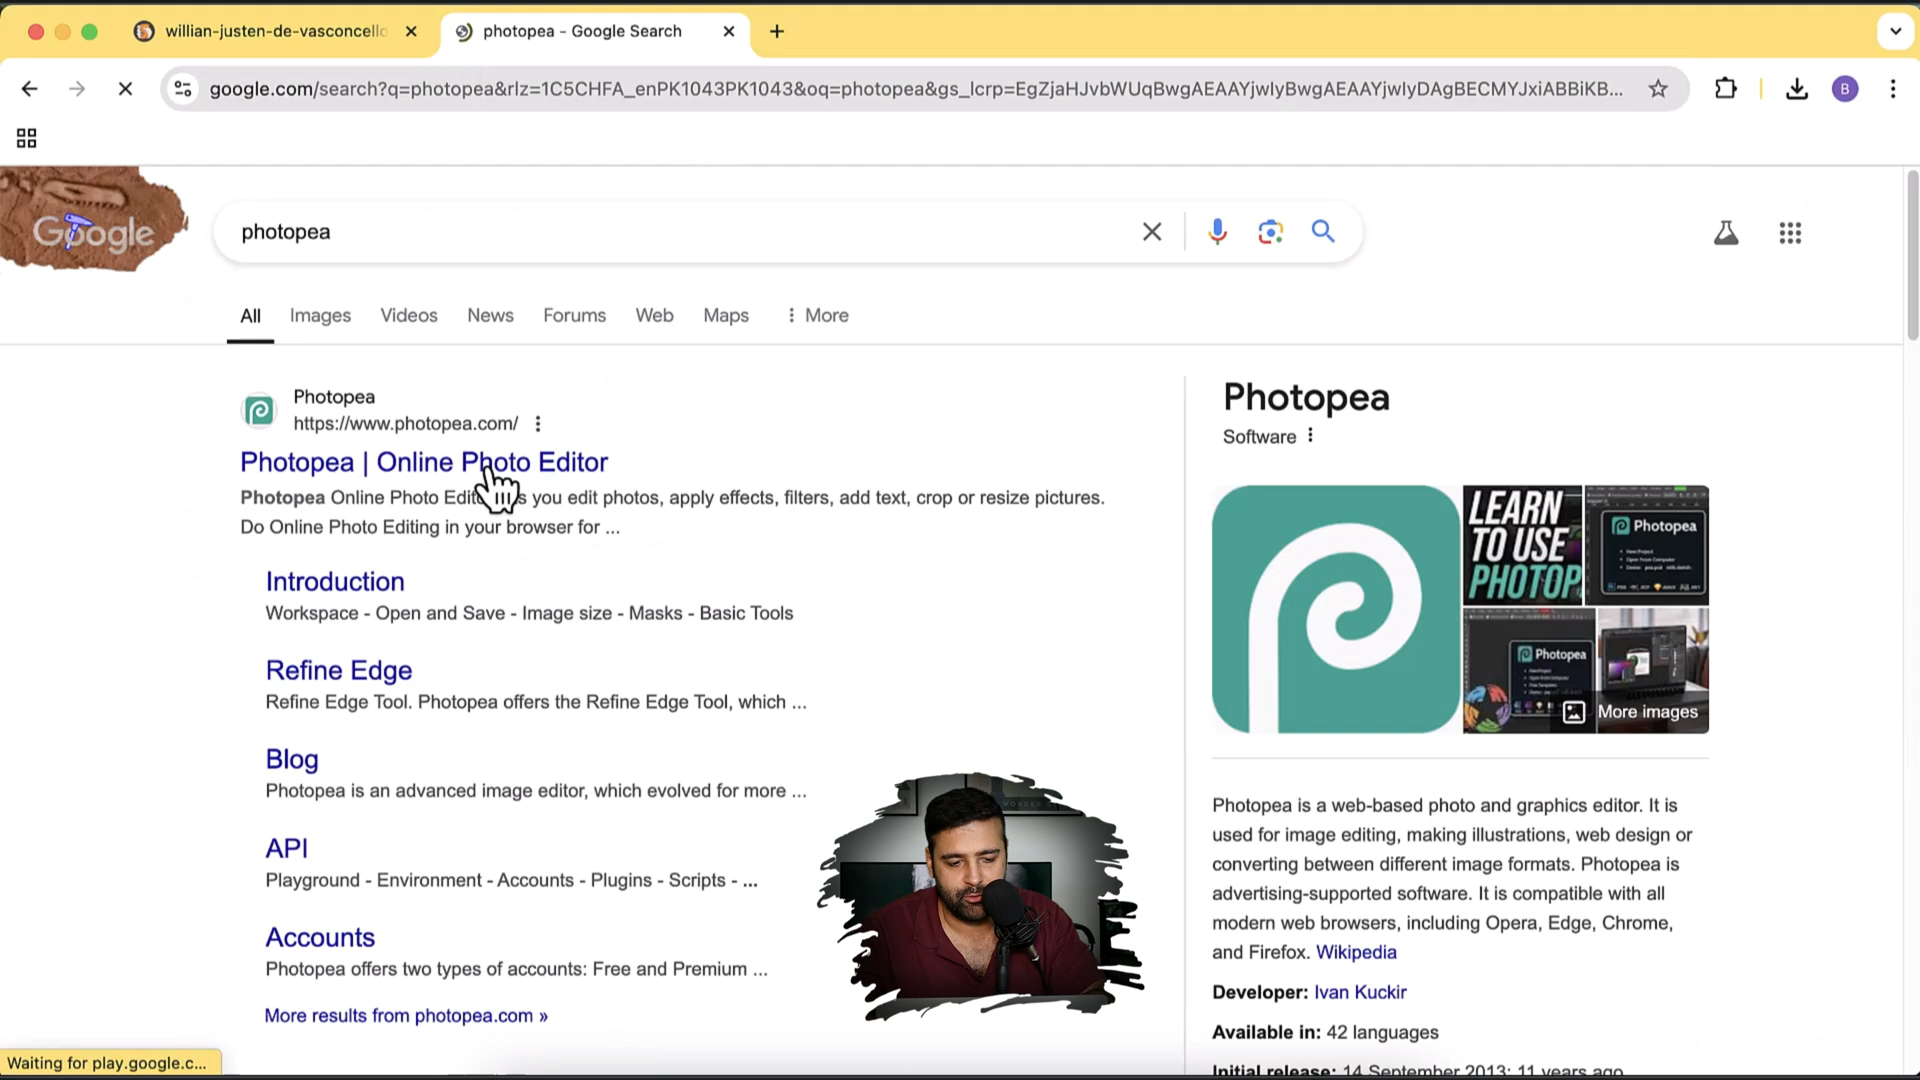 willian-justen-de-vasconcello
photopea - Google Search
google.com/search?q=photopea&rlz=1C5CHFA_enPK1043PK1043&oq=photopea&gs_lcrp=EgZjaHJvbWUqBwgAEAAYjwIyBwgAEAAYjwIyDAgBECMYJxiABBiKB...
B
Google
photopea
All
Images
Videos
News
Forums
Web
Maps
More
Photopea
https://www.photopea.com/
Photopea | Online Photo Editor
Photopea Online Photo s you edit photos, apply effects, filters, add text, crop or resize pictures.
Do Online Photo Editing in your browser for ...
Introduction
Workspace - Open and Save - Image size - Masks - Basic Tools
Refine Edge
Refine Edge Tool. Photopea offers the Refine Edge Tool, which ...
Blog
Photopea is an advanced image editor, which evolved for more ...
API
Playground - Environment - Accounts - Plugins - Scripts - ...
Accounts
Photopea offers two types of accounts: Free and Premium ...
More results from photopea.com »
Photopea
Software
LEARN
TO USE
PHOTOP
Photopea
Photopea
More images
Photopea is a web-based photo and graphics editor. It is
used for image editing, making illustrations, web design or
converting between different image formats. Photopea is
advertising-supported software. It is compatible with all
modern web browsers, including Opera, Edge, Chrome,
and Firefox. Wikipedia
Developer: Ivan Kuckir
Available in: 42 languages
Initial release: 14 September 2013; 11 years ago
Waiting for play.google.c...